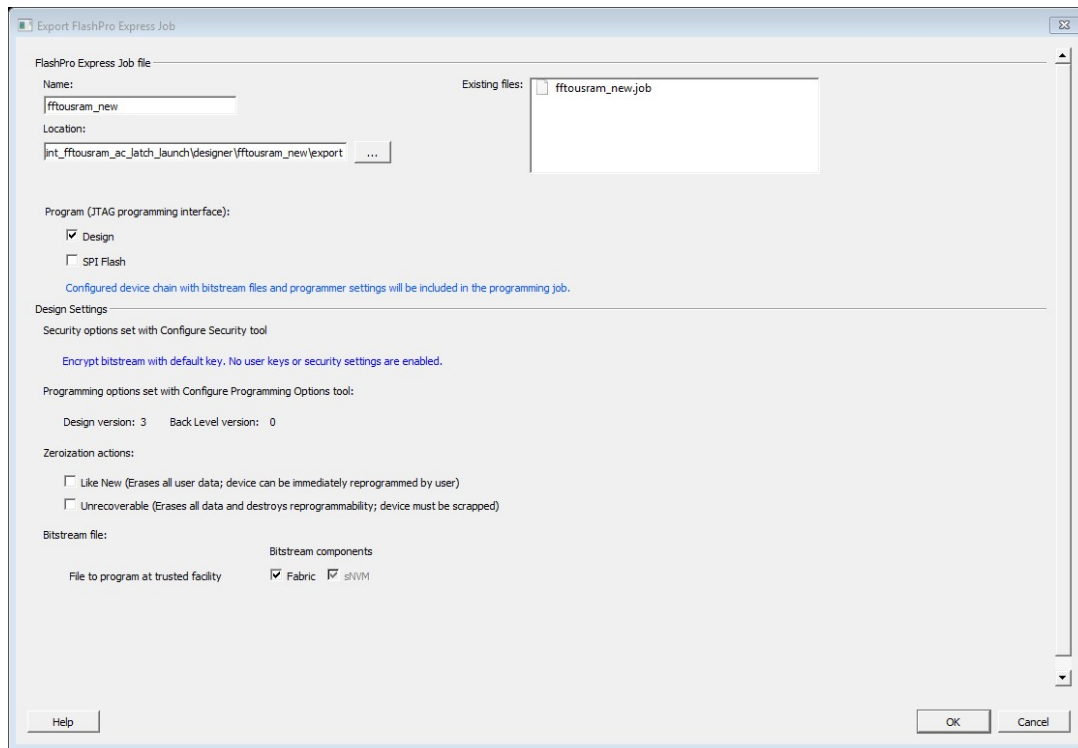 Export FlashPro Express Job
FlashPro Express Job file
Name:
fftousram_new
Existing files:
fftousram_new.job
Location:
int_fftousram_ac_latch_launch\designer\fftousram_new\export
...
Program (JTAG programming interface):
Design
SPI Flash
Configured device chain with bitstream files and programmer settings will be included in the programming job.
Design Settings
Security options set with Configure Security tool
Encrypt bitstream with default key. No user keys or security settings are enabled.
Programming options set with Configure Programming Options tool:
Design version: 3 Back Level version: 0
Zeroization actions:
Like New (Erases all user data; device can be immediately reprogrammed by user)
Unrecoverable (Erases all data and destroys reprogrammability; device must be scrapped)
Bitstream file:
Bitstream components
File to program at trusted facility Fabric sNVM
Help OK Cancel